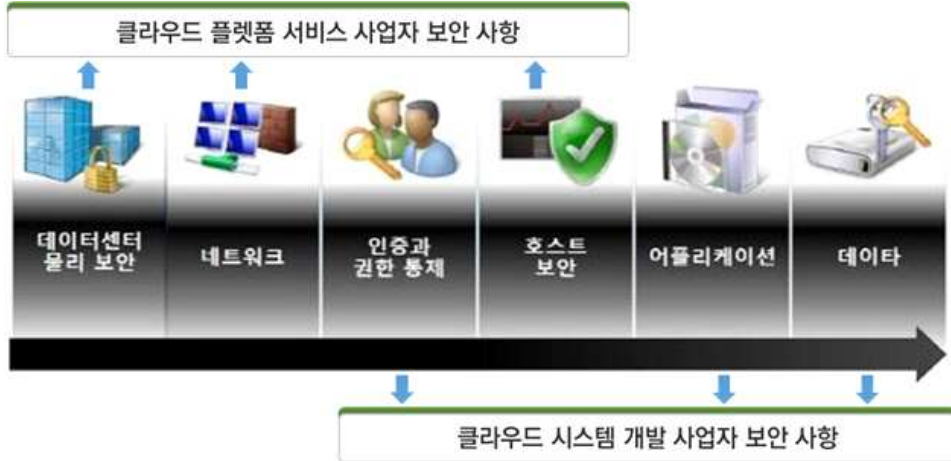 클라우드 플렛폼 서비스 사업자 보안 사항
데이터센터
물리 보안
네트워크
인증과
권한 통제
호스트
보안
어플리케이션
데이타
클라우드 시스템 개발 사업자 보안 사항